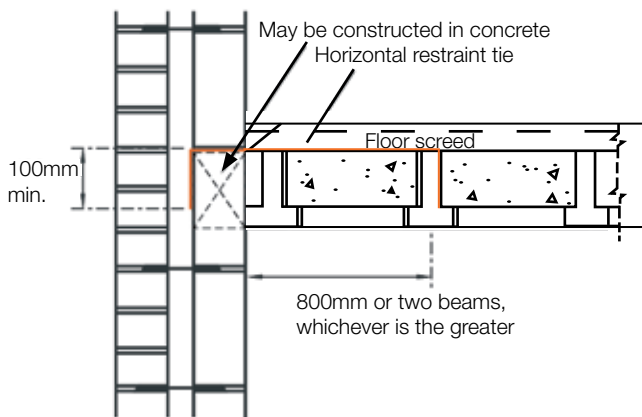 May be constructed in concrete
Horizontal restraint tie
Floor screed
100mm
min.
800mm or two beams,
whichever is the greater